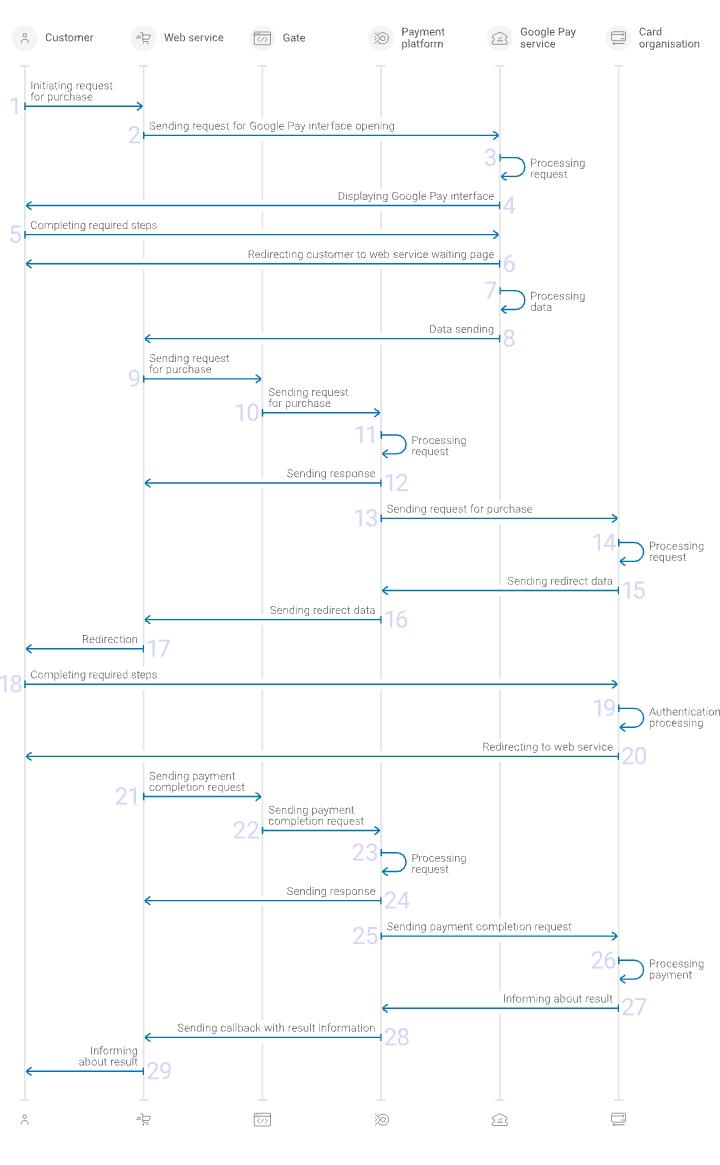 Customer
Web service
Gate
Payment
platform
Google Pay
service
Card
organisation
Initiating request
for purchase
1
2
Sending request for Google Pay interface opening
3
Processing
request
Displaying Google Pay interface
4
5
Completing required steps
Redirecting customer to web service waiting page
6
7
Processing
data
Data sending
8
Sending request
for purchase
9
Sending request
for purchase
10
11
Processing
request
Sending response
12
13
Sending request for purchase
14
Processing
request
Sending redirect data
15
Sending redirect data
16
Redirection
17
18
Completing required steps
19
Authentication
processing
Redirecting to web service
20
Sending payment
completion request
21
Sending payment
completion request
22
23
Processing
request
Sending response
24
25
Sending payment completion request
26
Processing
payment
Informing about result
27
Sending callback with result information
28
Informing
about result
29